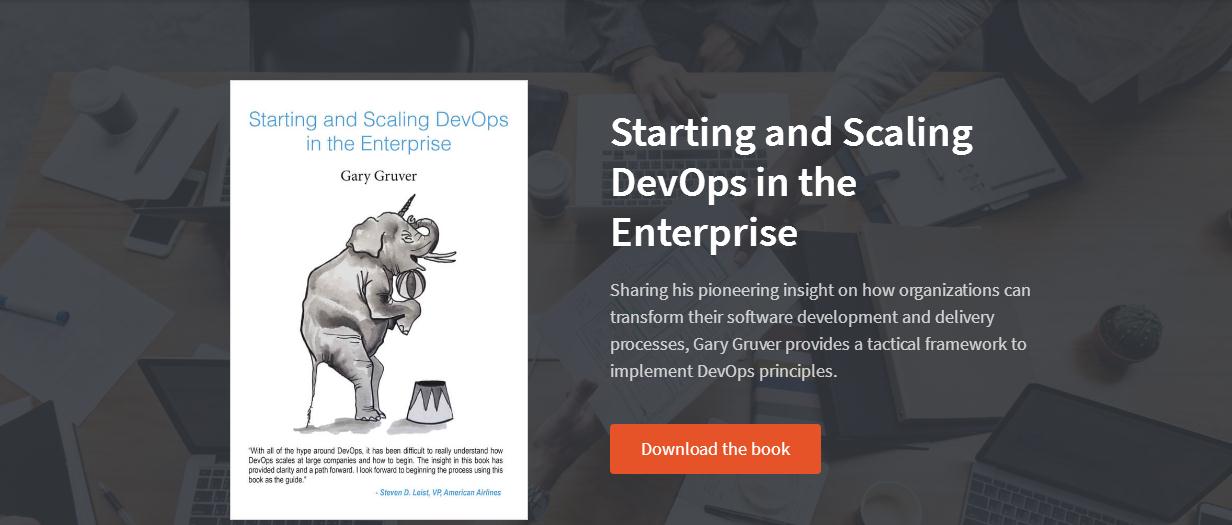 Starting and Scaling DevOps
in the Enterprise
Gary Gruver
"With all of the hype around DevOps, it has been difficult to really understand how
DevOps scales at large companies and how to begin. The insight in this book has
provided clarity and a path forward. I look forward to beginning the process using this
book as the guide."
- Steven D. Leist, VP, American Airlines
Starting and Scaling
DevOps in the
Enterprise
Sharing his pioneering insight on how organizations can
transform their software development and delivery
processes, Gary Gruver provides a tactical framework to
implement DevOps principles.
Download the book